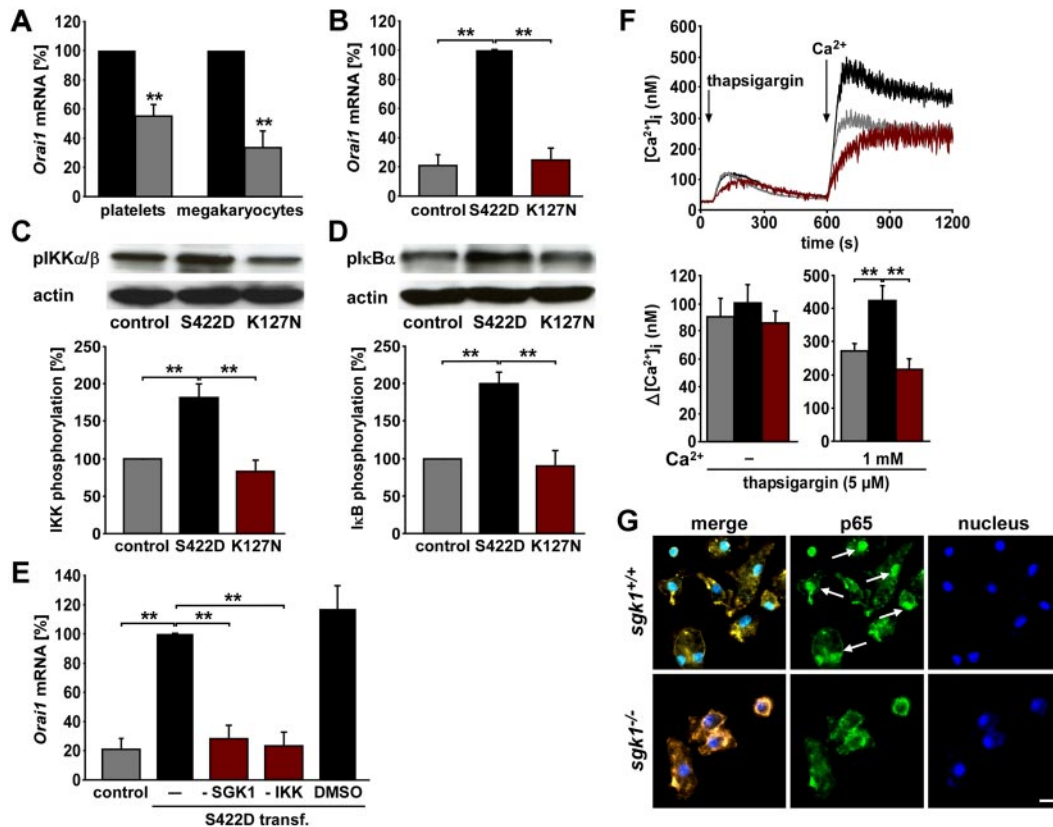 A
Orai1 mRNA [%]
120
100
80
60
40
20
0
**
**
platelets megakaryocytes
B
Orai1 mRNA [%]
120
100
80
60
40
20
0
** **
control S422D K127N
C
pIKKα/β
actin
control S422D K127N
IKK phosphorylation [%]
250
200
150
100
50
0
** **
control S422D K127N
D
pIκBα
actin
control S422D K127N
IκB phosphorylation [%]
250
200
150
100
50
0
** **
control S422D K127N
E
Orai1 mRNA [%]
140
120
100
80
60
40
20
0
**
** **
control – - SGK1 - IKK DMSO
S422D transf.
F
[Ca²⁺]ᵢ (nM)
600
500
400
300
200
100
0
thapsigargin
Ca²⁺
0 300 600 900 1200
time (s)
Δ [Ca²⁺]ᵢ (nM)
120
100
80
60
40
20
0
500
400
300
200
100
0
** **
Ca²⁺ – 1 mM
thapsigargin (5 µM)
G
merge p65 nucleus
sgk1+/+
sgk1-/-